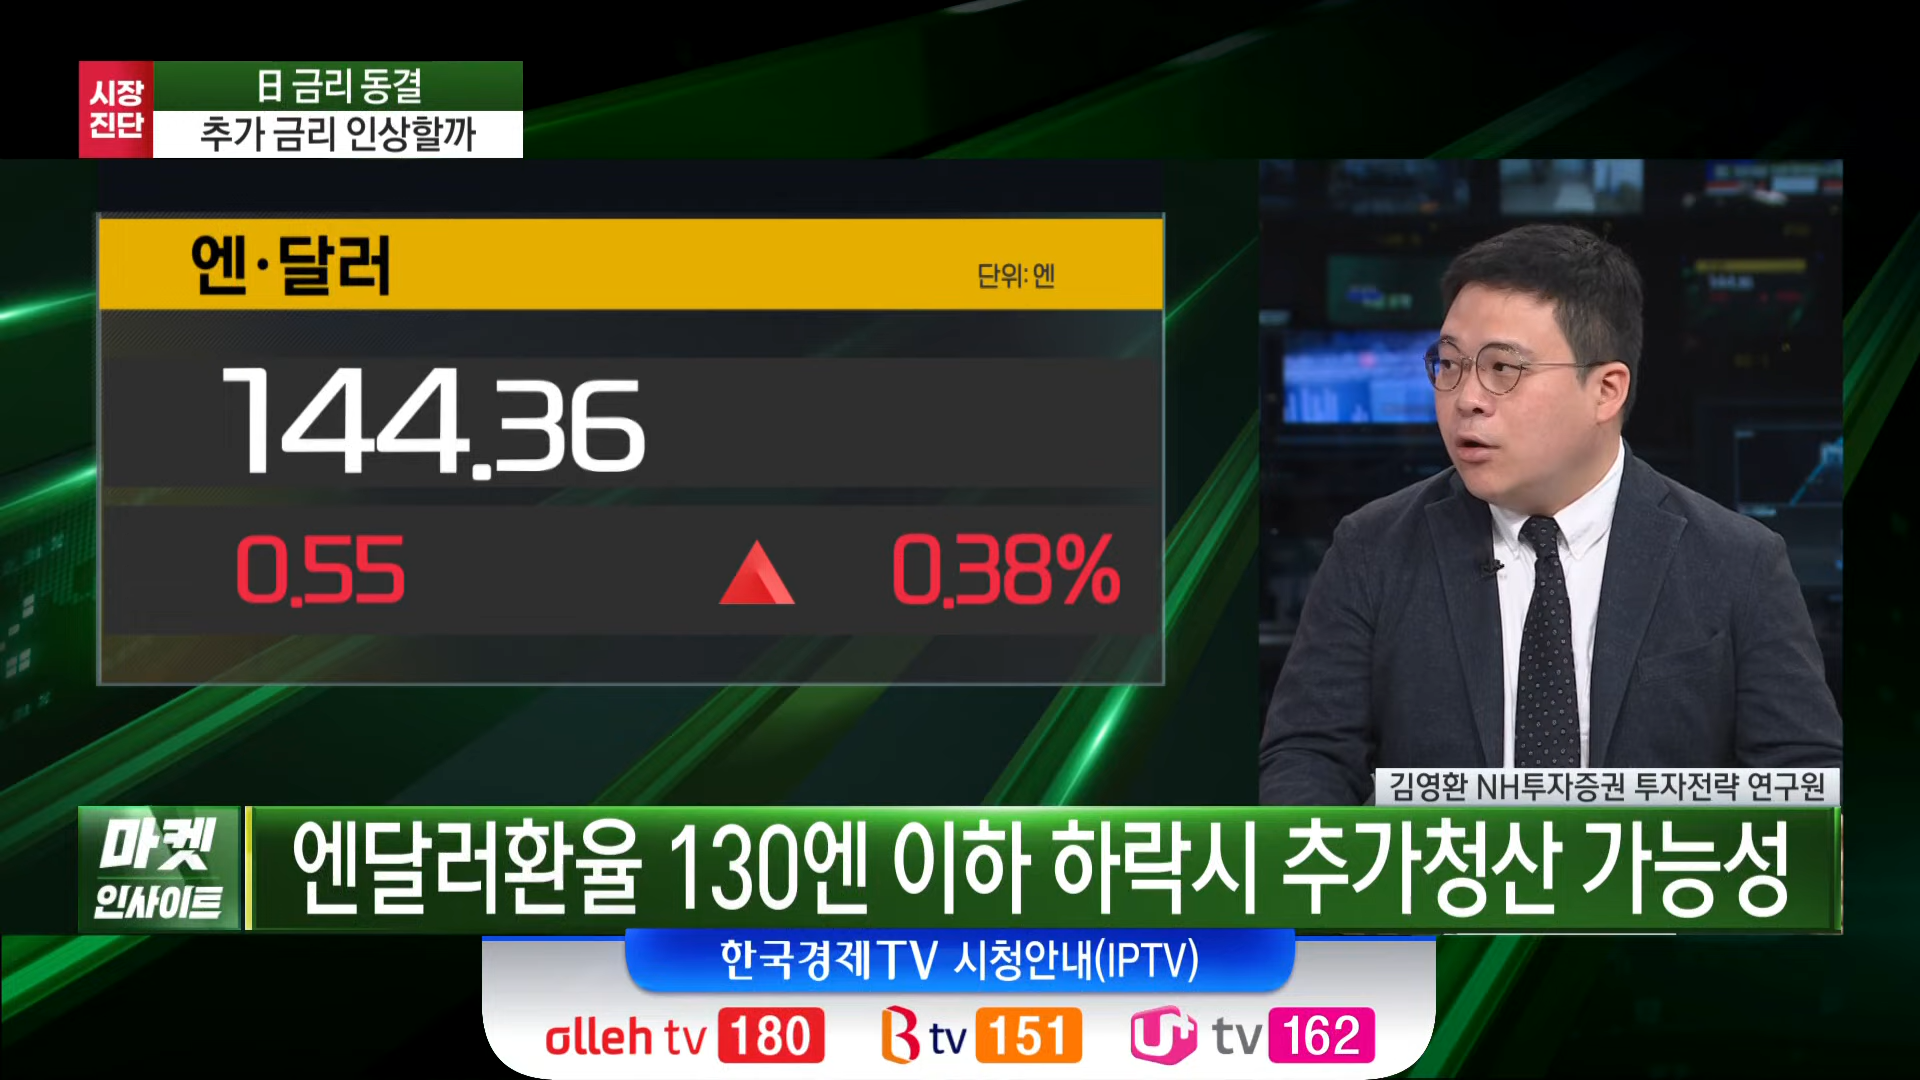 시장
진단
日 금리 동결
추가 금리 인상할까
엔·달러
단위: 엔
144.36
0.55 ▲ 0.38%
김영환 NH투자증권 투자전략 연구원
마켓
인사이트
엔달러환율 130엔 이하 하락시 추가청산 가능성
한국경제TV 시청안내(IPTV)
olleh tv 180
B tv 151
U+ tv 162